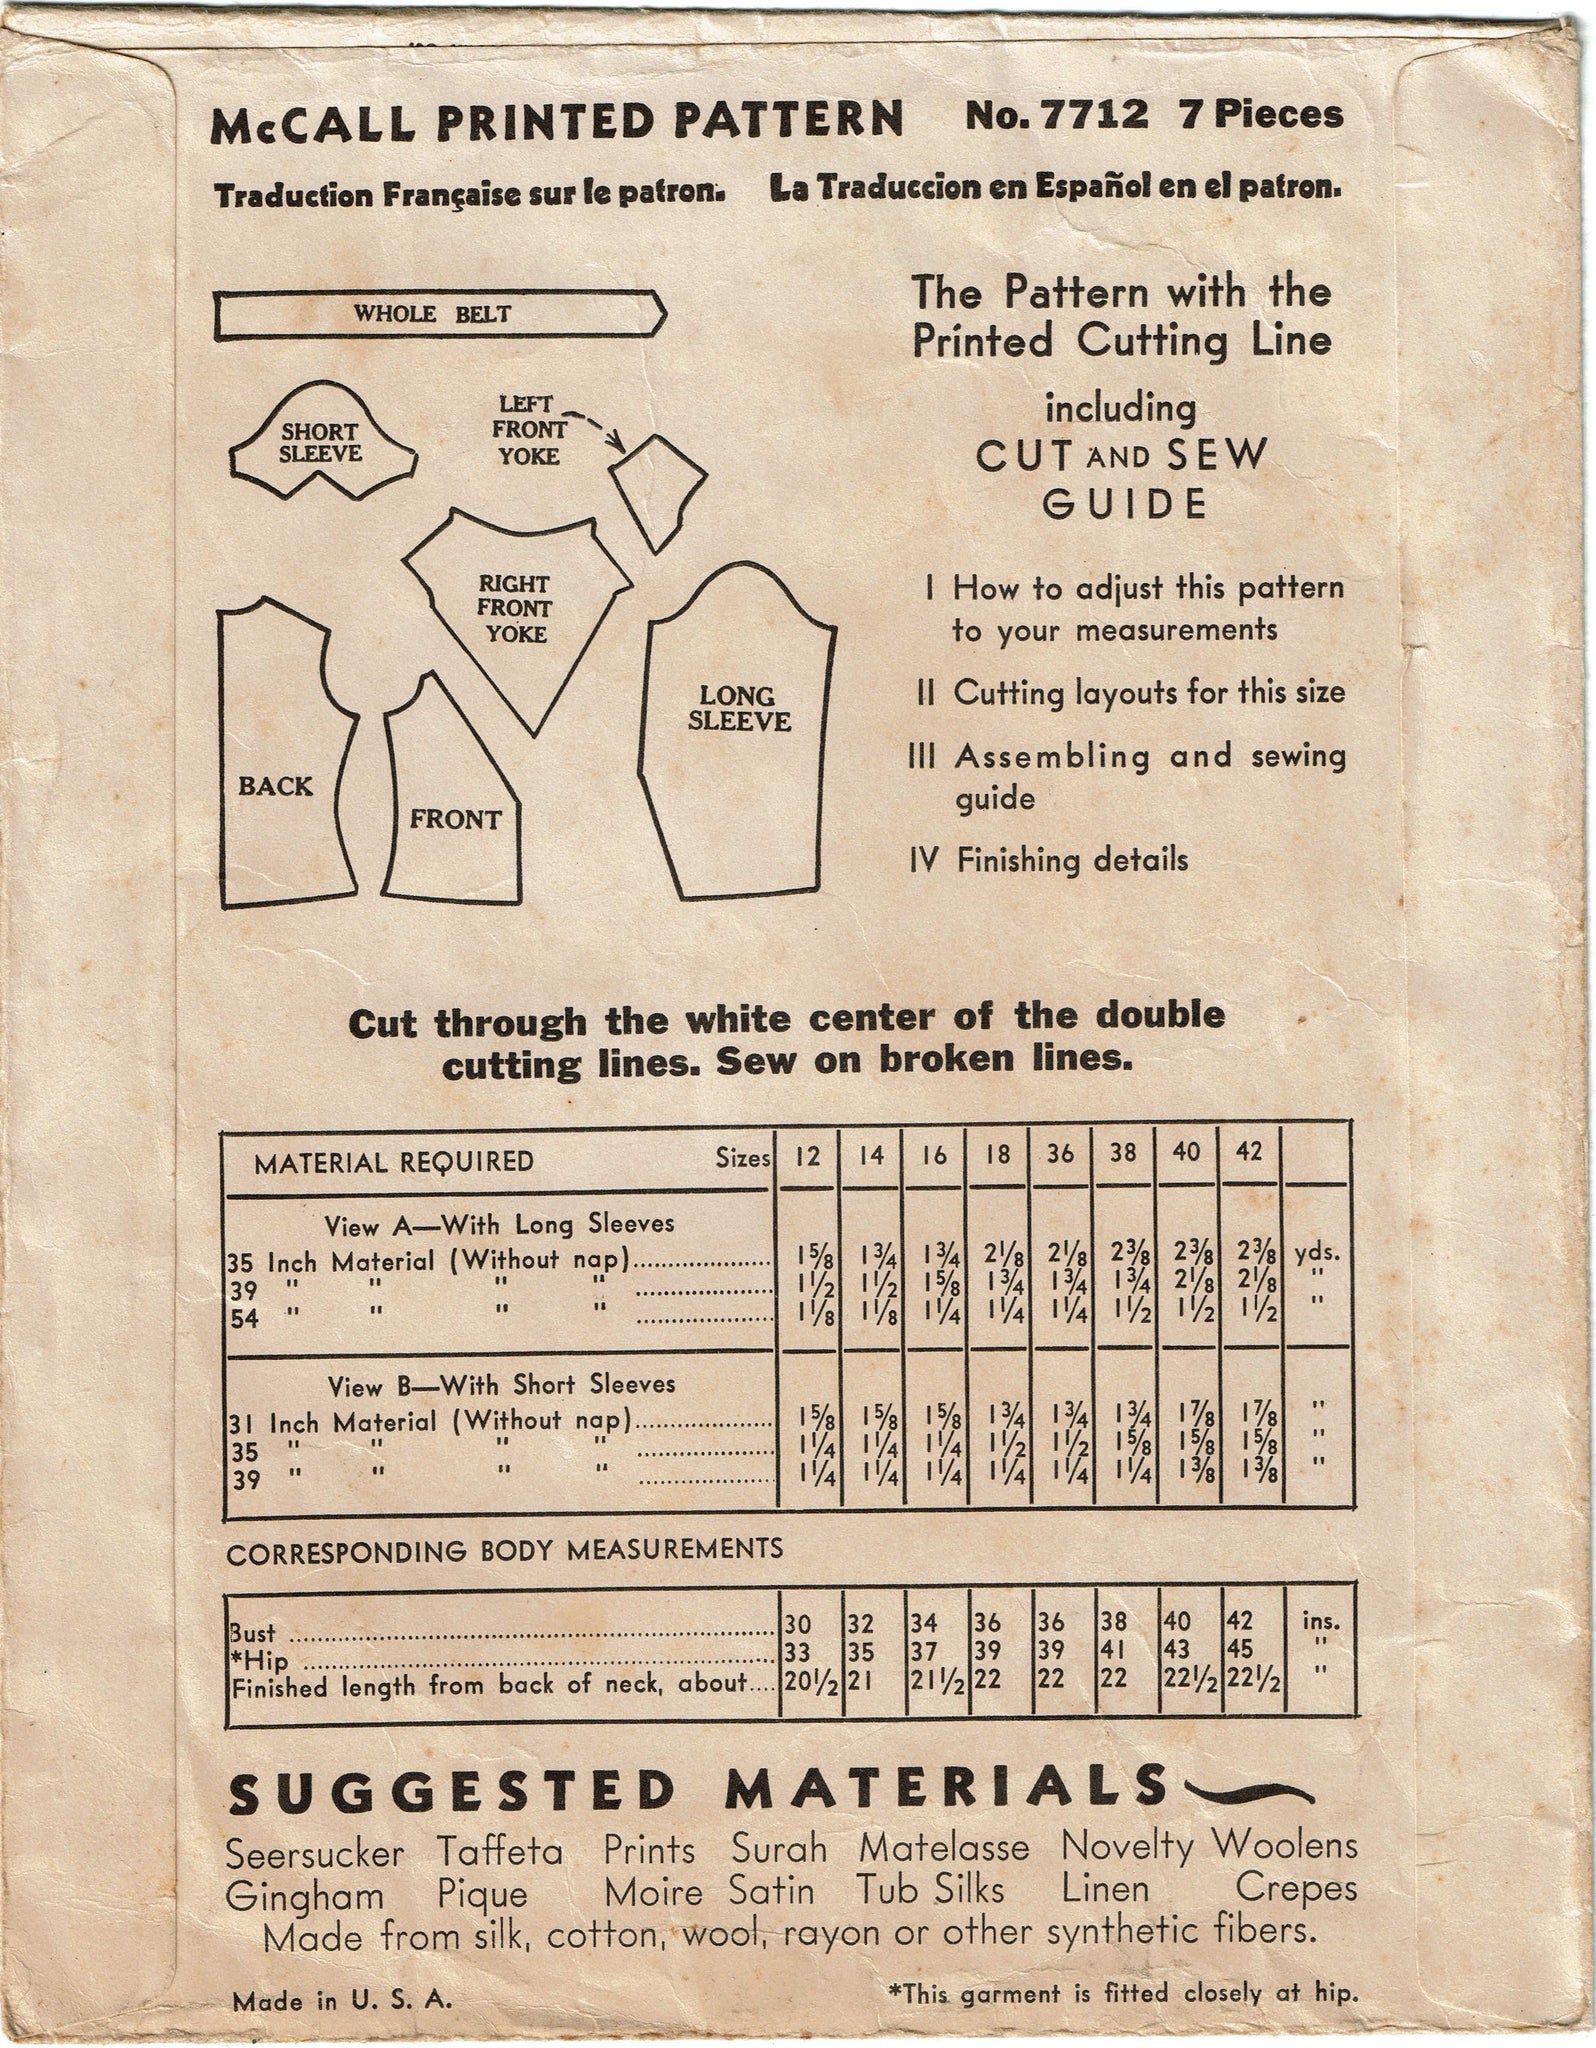 McCALL PRINTED PATTERN No. 7712 7 Pieces
Traduction Française sur le patron. La Traduccion en Español en el patron.
WHOLE BELT
SHORT
SLEEVE
LEFT
FRONT
YOKE
RIGHT
FRONT
YOKE
LONG
SLEEVE
BACK
FRONT
The Pattern with the
Printed Cutting Line
including
CUT AND SEW
GUIDE
I How to adjust this pattern
to your measurements
II Cutting layouts for this size
III Assembling and sewing
guide
IV Finishing details
Cut through the white center of the double
cutting lines. Sew on broken lines.
MATERIAL REQUIRED Sizes 12 14 16 18 36 38 40 42
View A—With Long Sleeves
35 Inch Material (Without nap)..................... 1⅝ 1¾ 1¾ 2⅛ 2⅛ 2⅜ 2⅜ 2⅜ yds.
39 " " " " ..................... 1½ 1½ 1⅝ 1¾ 1¾ 1¾ 2⅛ 2⅛ "
54 " " " " ..................... 1⅛ 1⅛ 1¼ 1¼ 1¼ 1½ 1½ 1½ "
View B—With Short Sleeves
31 Inch Material (Without nap)..................... 1⅝ 1⅝ 1⅝ 1¾ 1¾ 1¾ 1⅞ 1⅞ "
35 " " " " ..................... 1¼ 1¼ 1¼ 1½ 1½ 1⅝ 1⅝ 1⅝ "
39 " " " " ..................... 1¼ 1¼ 1¼ 1¼ 1¼ 1¼ 1⅜ 1⅜ "
CORRESPONDING BODY MEASUREMENTS
Bust ..................... 30 32 34 36 36 38 40 42 ins.
*Hip ..................... 33 35 37 39 39 41 43 45 "
Finished length from back of neck, about.... 20½ 21 21½ 22 22 22 22½ 22½ "
SUGGESTED MATERIALS
Seersucker Taffeta Prints Surah Matelasse Novelty Woolens
Gingham Pique Moire Satin Tub Silks Linen Crepes
Made from silk, cotton, wool, rayon or other synthetic fibers.
Made in U. S. A. *This garment is fitted closely at hip.